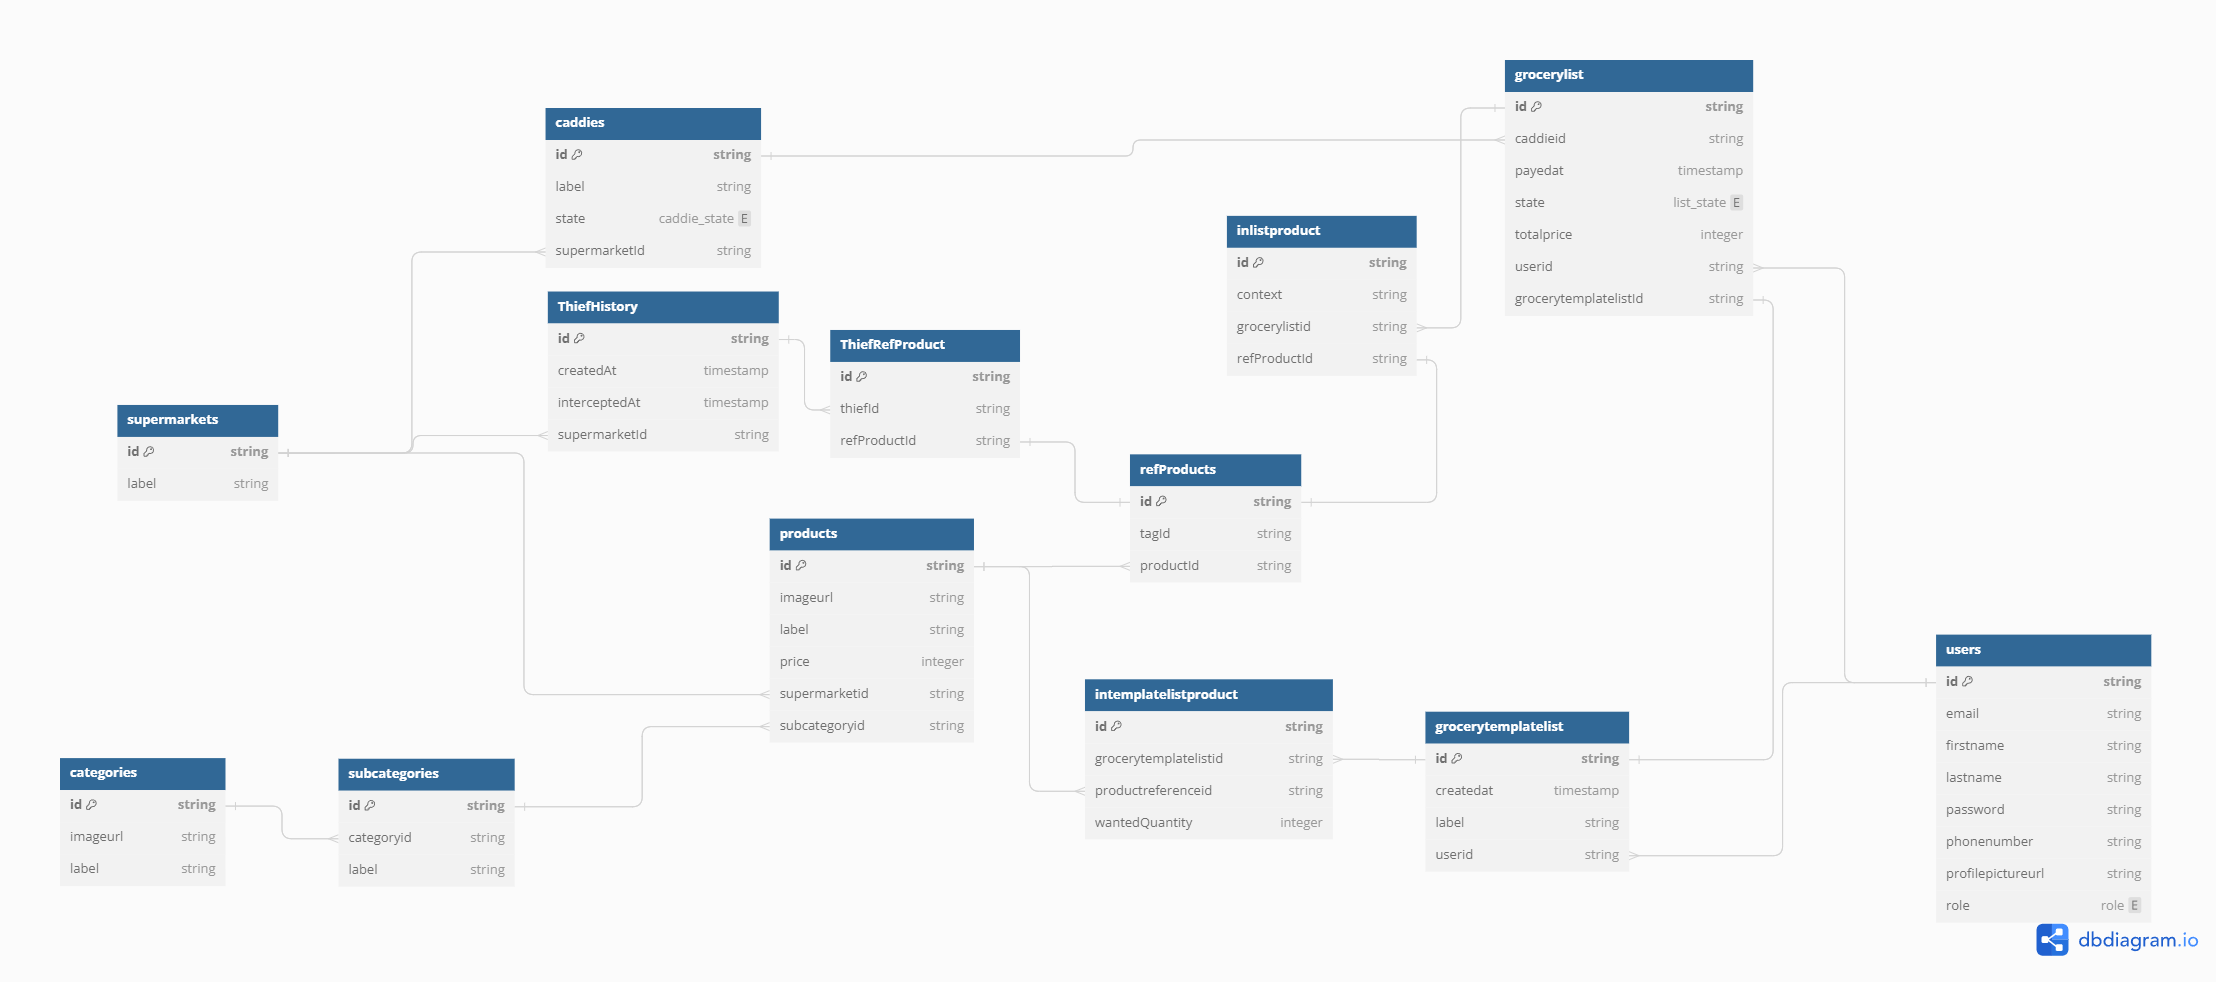 grocerylist
id string
caddieid string
payedat timestamp
state list_state E
totalprice integer
userid string
grocerytemplatelistId string
caddies
id string
label string
state caddie_state E
supermarketId string
inlistproduct
id string
context string
grocerylistid string
refProductId string
ThiefHistory
id string
createdAt timestamp
interceptedAt timestamp
supermarketId string
ThiefRefProduct
id string
thiefId string
refProductId string
supermarkets
id string
label string
refProducts
id string
tagId string
productId string
products
id string
imageurl string
label string
price integer
supermarketid string
subcategoryid string
users
id string
email string
firstname string
lastname string
password string
phonenumber string
profilepictureurl string
role role E
intemplatelistproduct
id string
grocerytemplatelistid string
productreferenceid string
wantedQuantity integer
grocerytemplatelist
id string
createdat timestamp
label string
userid string
categories
id string
imageurl string
label string
subcategories
id string
categoryid string
label string
dbdiagram.io